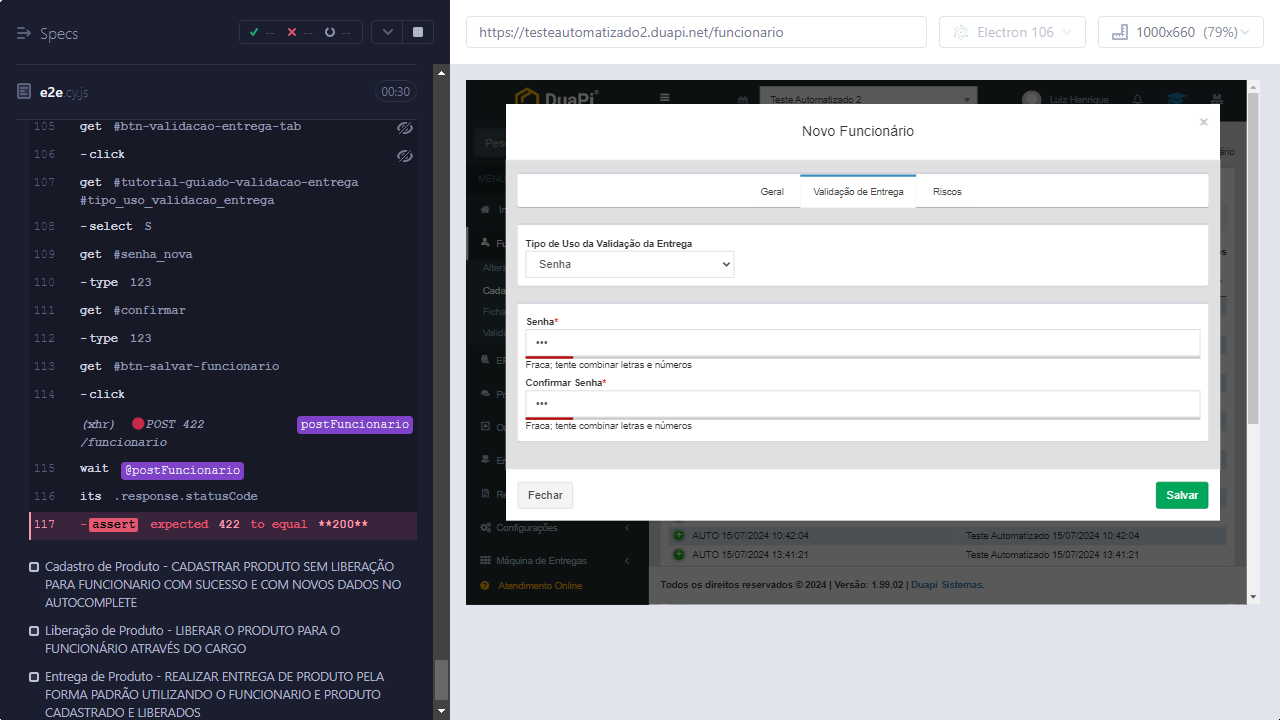 Specs
-- -- --
e2e.cy.js
00:30
105 get #btn-validacao-entrega-tab
106 -click
107 get #tutorial-guiado-validacao-entrega
#tipo_uso_validacao_entrega
108 -select S
109 get #senha_nova
110 -type 123
111 get #confirmar
112 -type 123
113 get #btn-salvar-funcionario
114 -click
(xhr) POST 422 postFuncionario
/funcionario
115 wait @postFuncionario
116 its .response.statusCode
117 -assert expected 422 to equal **200**
Cadastro de Produto - CADASTRAR PRODUTO SEM LIBERAÇÃO
PARA FUNCIONARIO COM SUCESSO E COM NOVOS DADOS NO
AUTOCOMPLETE
Liberação de Produto - LIBERAR O PRODUTO PARA O
FUNCIONÁRIO ATRAVÉS DO CARGO
Entrega de Produto - REALIZAR ENTREGA DE PRODUTO PELA
FORMA PADRÃO UTILIZANDO O FUNCIONARIO E PRODUTO
CADASTRADO E LIBERADOS
https://testeautomatizado2.duapi.net/funcionario
Electron 106
1000x660 (79%)
DuaPi
Teste Automatizado 2
Luiz Henrique
Novo Funcionário
×
Geral
Validação de Entrega
Riscos
Tipo de Uso da Validação da Entrega
Senha
Senha*
•••
Fraca; tente combinar letras e números
Confirmar Senha*
•••
Fraca; tente combinar letras e números
Fechar
Salvar
Configurações
AUTO 15/07/2024 10:42:04 Teste Automatizado 15/07/2024 10:42:04
Máquina de Entregas
AUTO 15/07/2024 13:41:21 Teste Automatizado 15/07/2024 13:41:21
Atendimento Online
Todos os direitos reservados © 2024 | Versão: 1.99.02 | Duapi Sistemas.